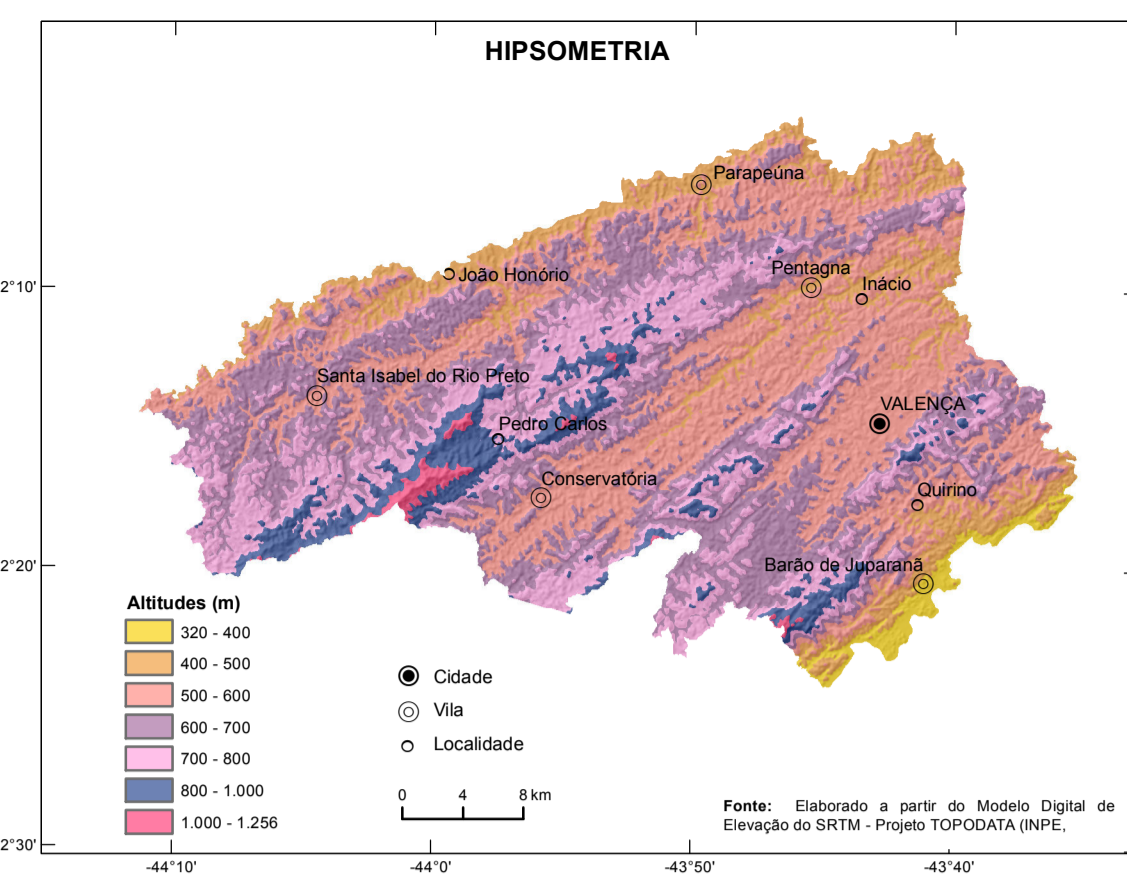 HIPSOMETRIA
Parapeúna
João Honório
Pentagna
Inácio
Santa Isabel do Rio Preto
VALENÇA
Pedro Carlos
Conservatória
Quirino
Barão de Juparanã
2°10'
2°20'
2°30'
Altitudes (m)
320 - 400
400 - 500
500 - 600
600 - 700
700 - 800
800 - 1.000
1.000 - 1.256
Cidade
Vila
Localidade
0 4 8 km
Fonte: Elaborado a partir do Modelo Digital de
Elevação do SRTM - Projeto TOPODATA (INPE,
-44°10' -44°0' -43°50' -43°40'